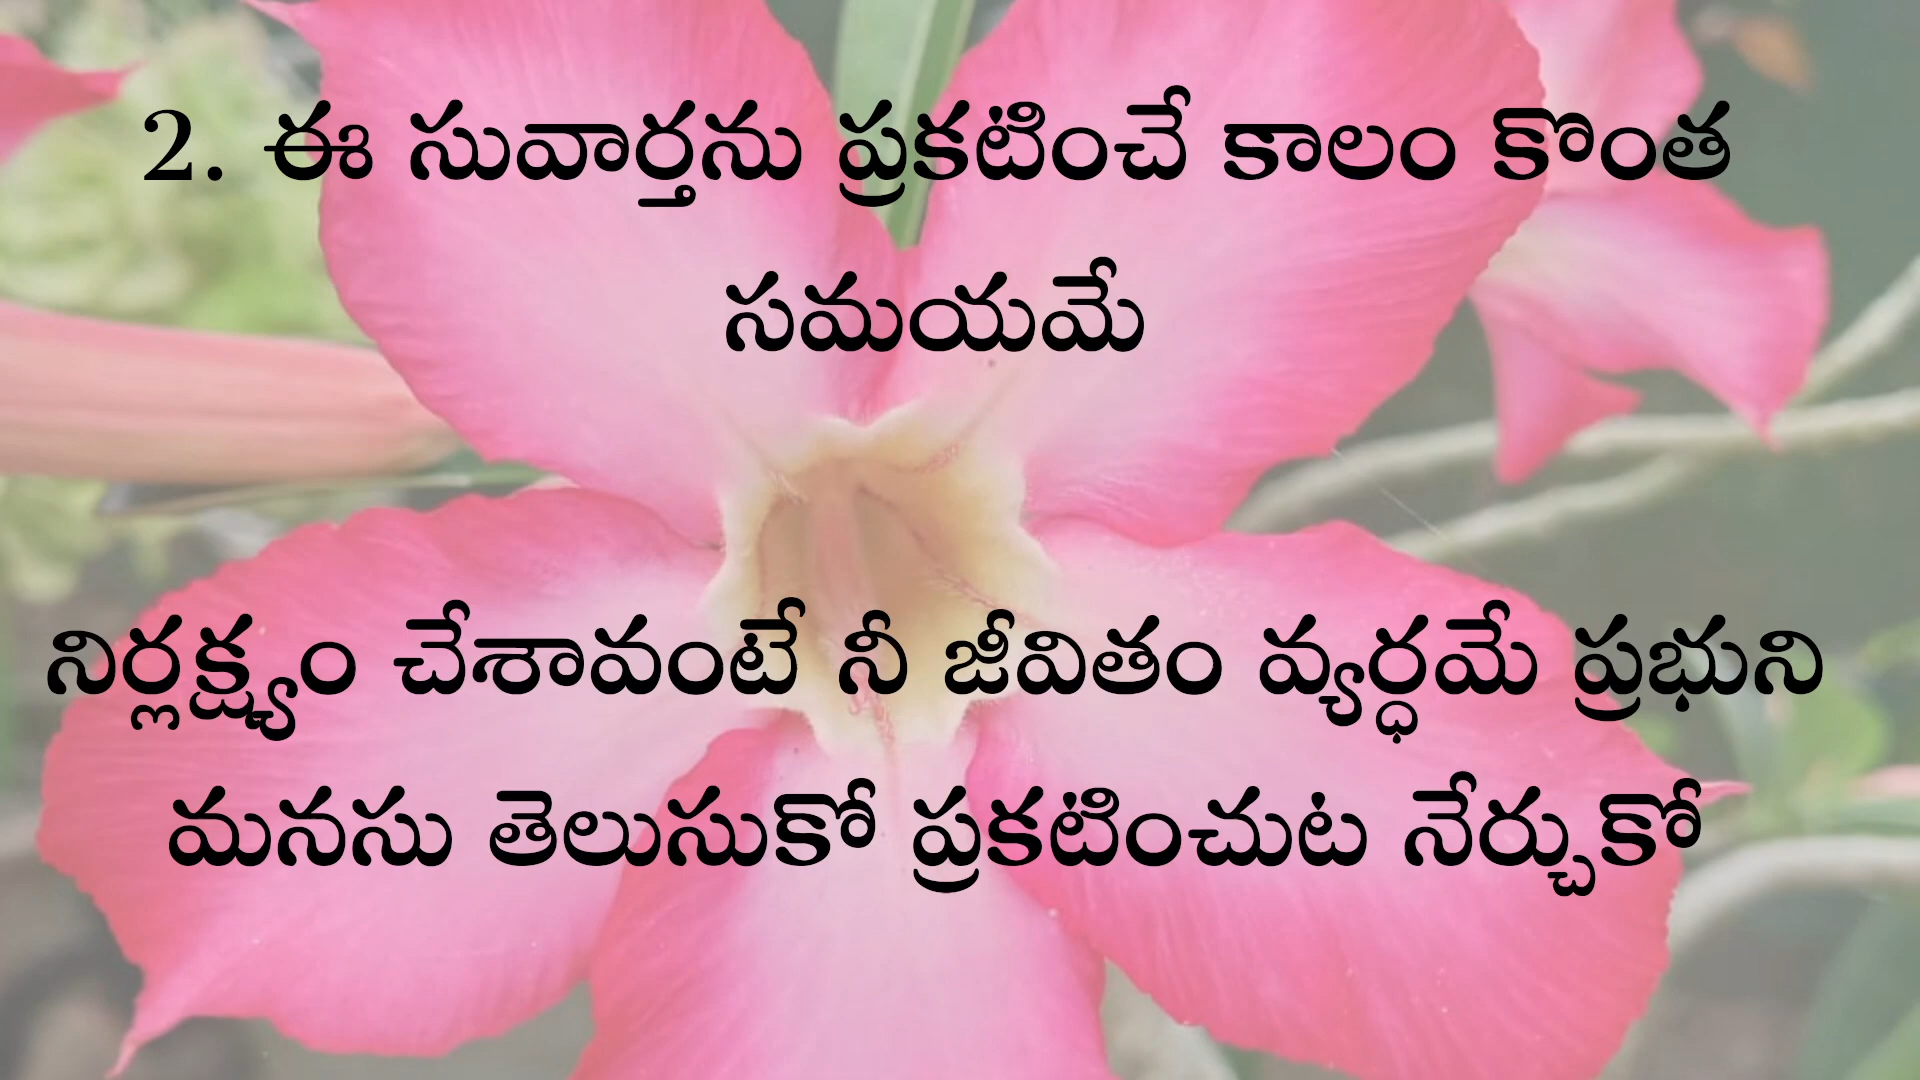 2. ఈ సువార్తను ప్రకటించే కాలం కొంత
సమయమే
నిర్లక్ష్యం చేశావంటే నీ జీవితం వ్యర్ధమే ప్రభుని
మనసు తెలుసుకో ప్రకటించుట నేర్చుకో